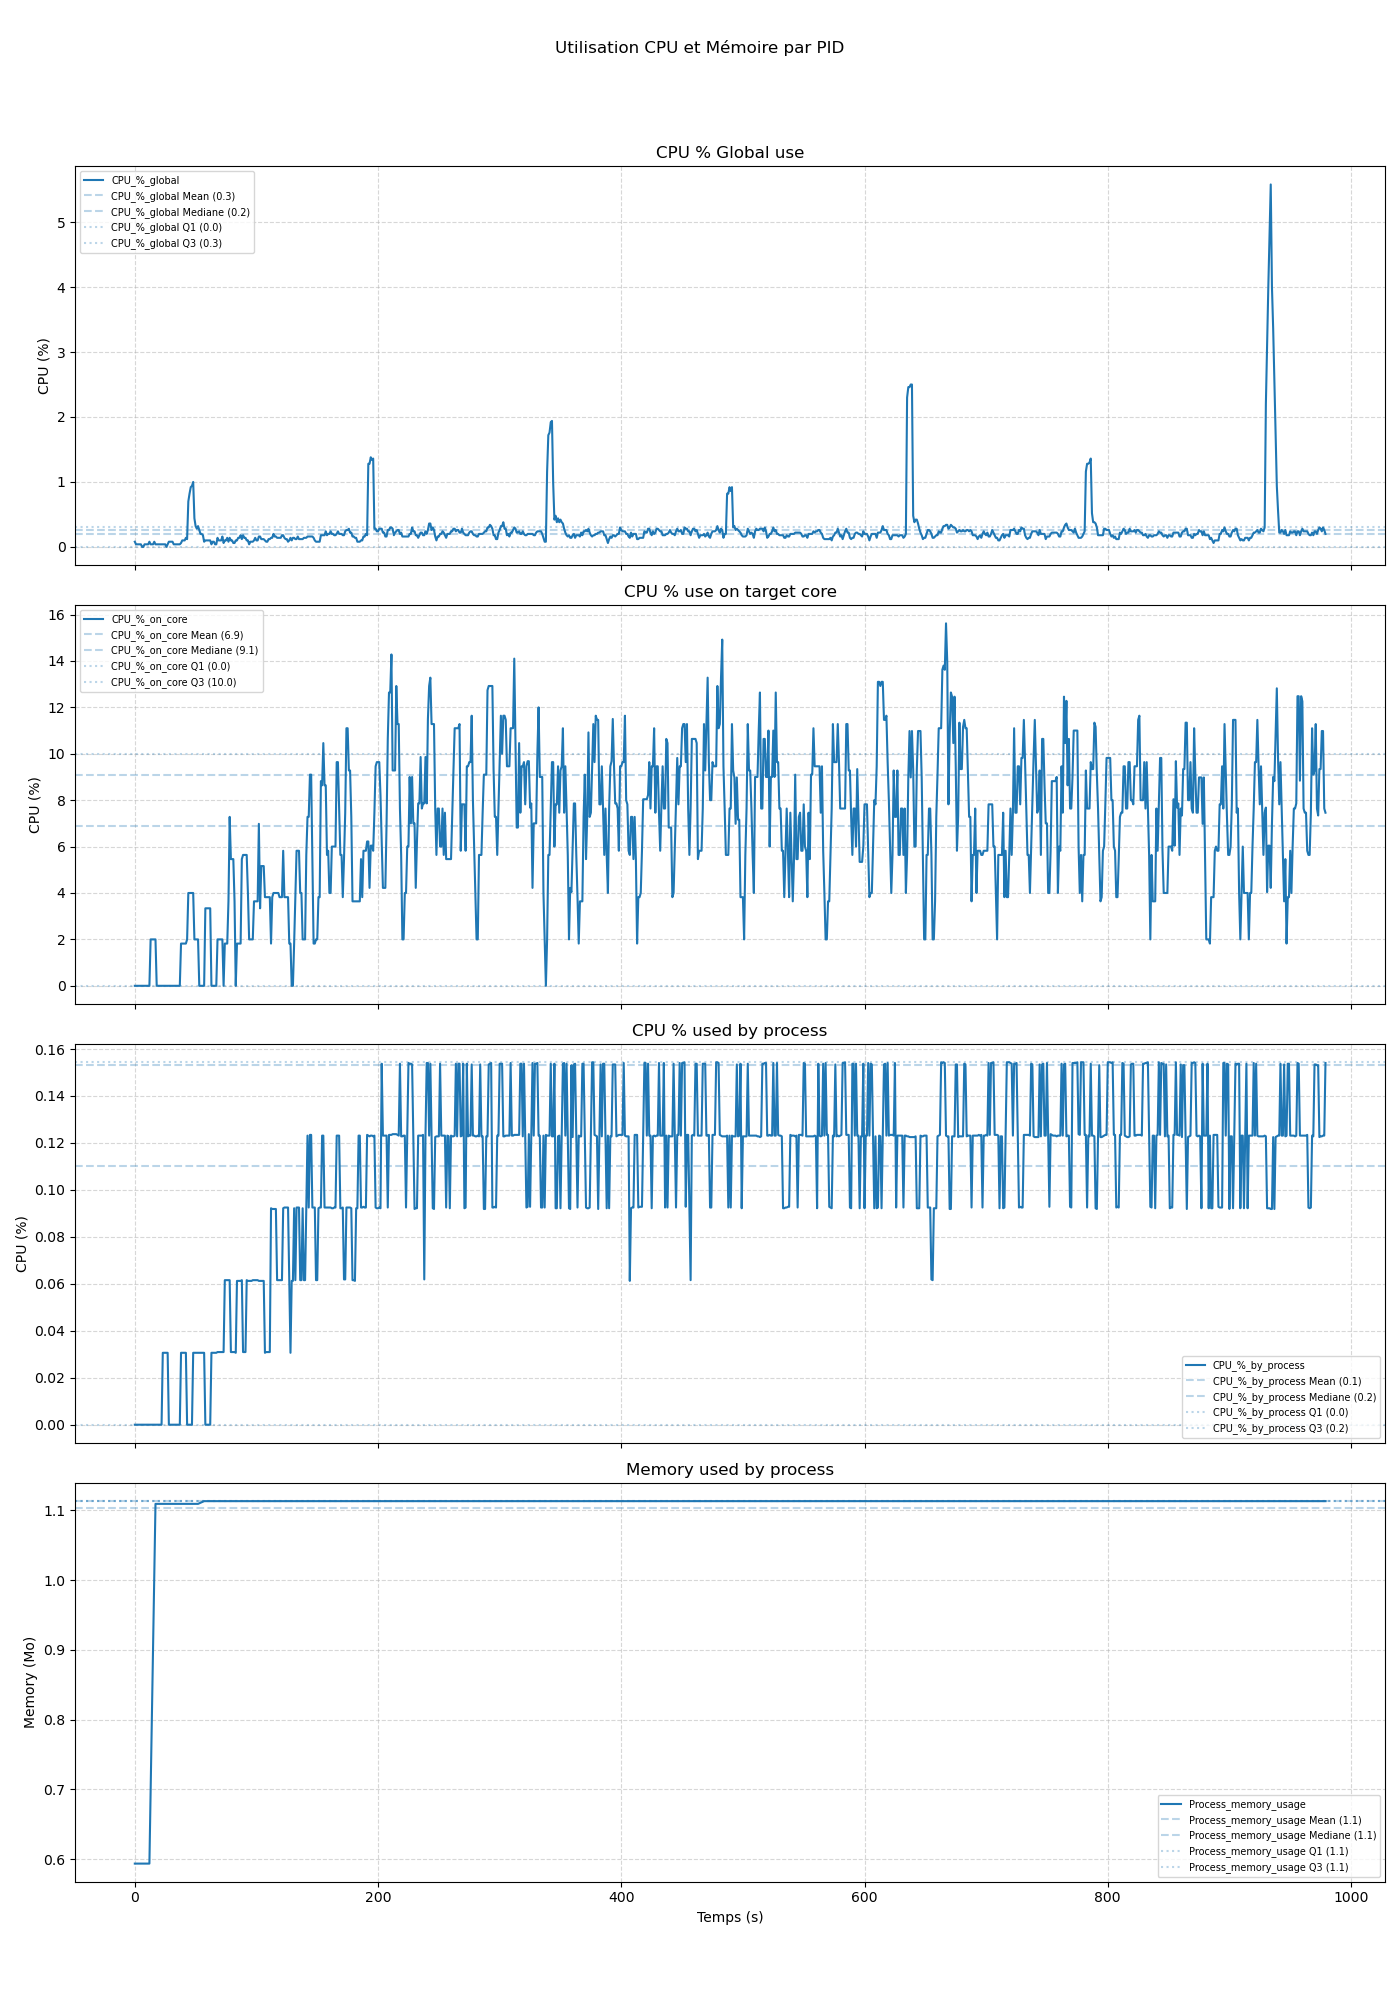 Utilisation CPU et Mémoire par PID
CPU % Global use
CPU_%_global
CPU_%_global Mean (0.3)
CPU_%_global Mediane (0.2)
CPU_%_global Q1 (0.0)
CPU_%_global Q3 (0.3)
CPU (%)
5
4
3
2
1
0
CPU % use on target core
CPU_%_on_core
CPU_%_on_core Mean (6.9)
CPU_%_on_core Mediane (9.1)
CPU_%_on_core Q1 (0.0)
CPU_%_on_core Q3 (10.0)
CPU (%)
16
14
12
10
8
6
4
2
0
CPU % used by process
CPU (%)
0.16
0.14
0.12
0.10
0.08
0.06
0.04
0.02
0.00
CPU_%_by_process
CPU_%_by_process Mean (0.1)
CPU_%_by_process Mediane (0.2)
CPU_%_by_process Q1 (0.0)
CPU_%_by_process Q3 (0.2)
Memory used by process
Memory (Mo)
1.1
1.0
0.9
0.8
0.7
0.6
Process_memory_usage
Process_memory_usage Mean (1.1)
Process_memory_usage Mediane (1.1)
Process_memory_usage Q1 (1.1)
Process_memory_usage Q3 (1.1)
0 200 400 600 800 1000
Temps (s)